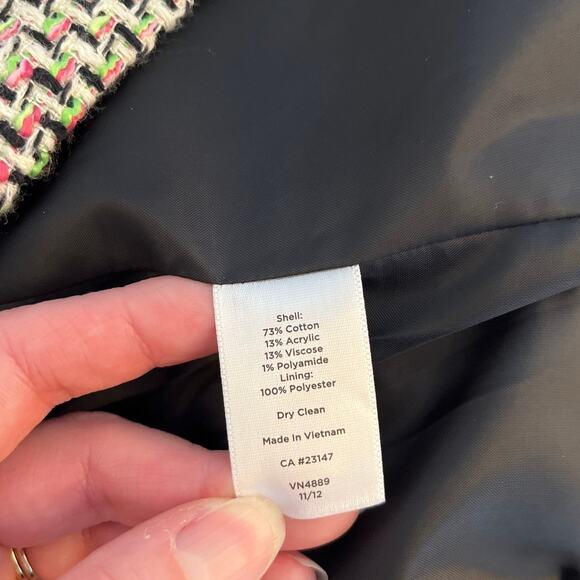 Shell:
73% Cotton
13% Acrylic
13% Viscose
1% Polyamide
Lining:
100% Polyester
Dry Clean
Made In Vietnam
CA #23147
VN4889
11/12